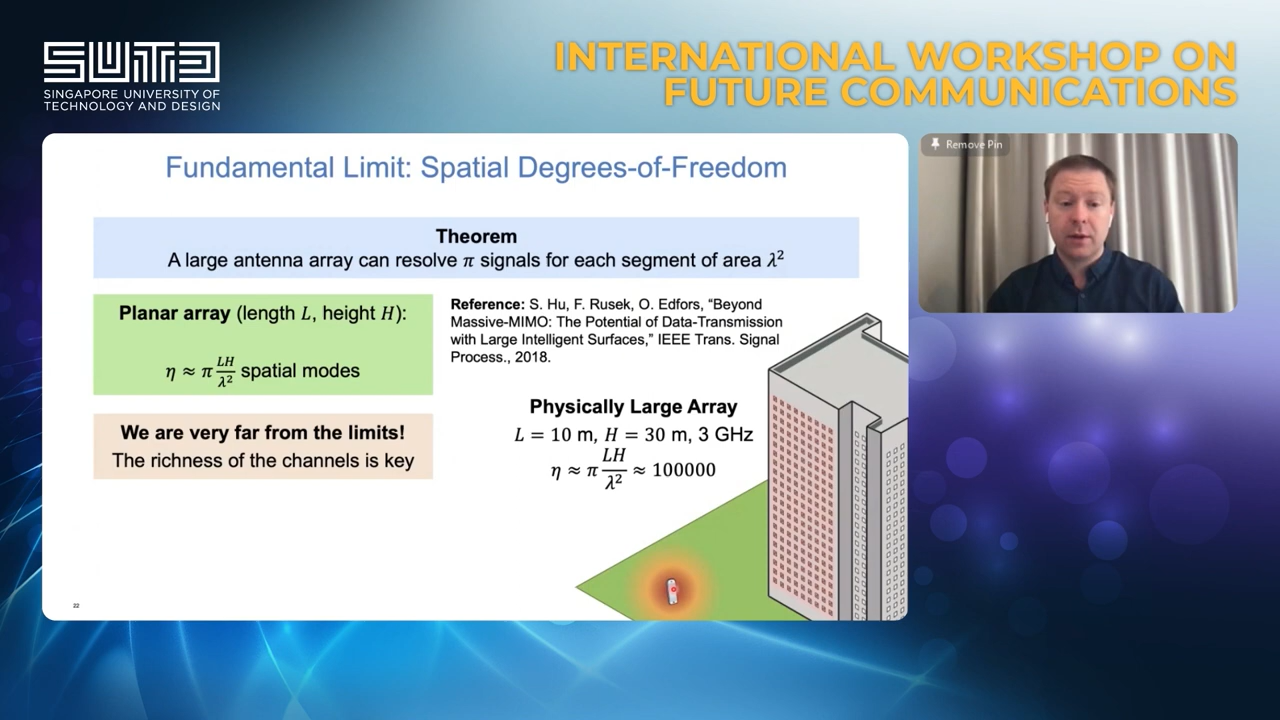 SUTD
SINGAPORE UNIVERSITY OF
TECHNOLOGY AND DESIGN
INTERNATIONAL WORKSHOP ON
FUTURE COMMUNICATIONS
Remove Pin
Fundamental Limit: Spatial Degrees-of-Freedom
Theorem
A large antenna array can resolve π signals for each segment of area λ²
Planar array (length L, height H):
η ≈ π LH/λ² spatial modes
We are very far from the limits!
The richness of the channels is key
Reference: S. Hu, F. Rusek, O. Edfors, “Beyond
Massive-MIMO: The Potential of Data-Transmission
with Large Intelligent Surfaces,” IEEE Trans. Signal
Process., 2018.
Physically Large Array
L = 10 m, H = 30 m, 3 GHz
η ≈ π LH/λ² ≈ 100000
22